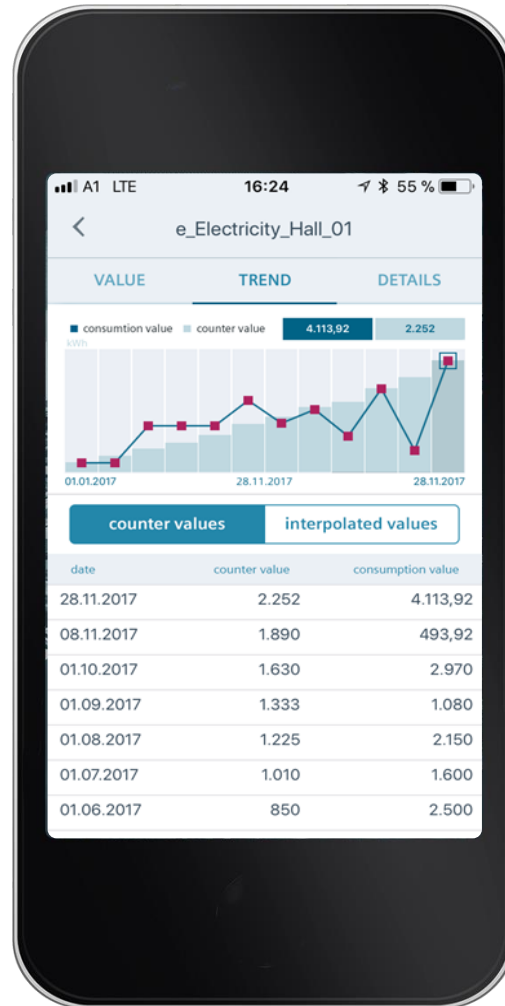 A1 LTE 16:24 55 %
e_Electricity_Hall_01
VALUE TREND DETAILS
consumtion value counter value 4.113,92 2.252
kWh
01.01.2017 28.11.2017 28.11.2017
counter values interpolated values
date counter value consumption value
28.11.2017 2.252 4.113,92
08.11.2017 1.890 493,92
01.10.2017 1.630 2.970
01.09.2017 1.333 1.080
01.08.2017 1.225 2.150
01.07.2017 1.010 1.600
01.06.2017 850 2.500